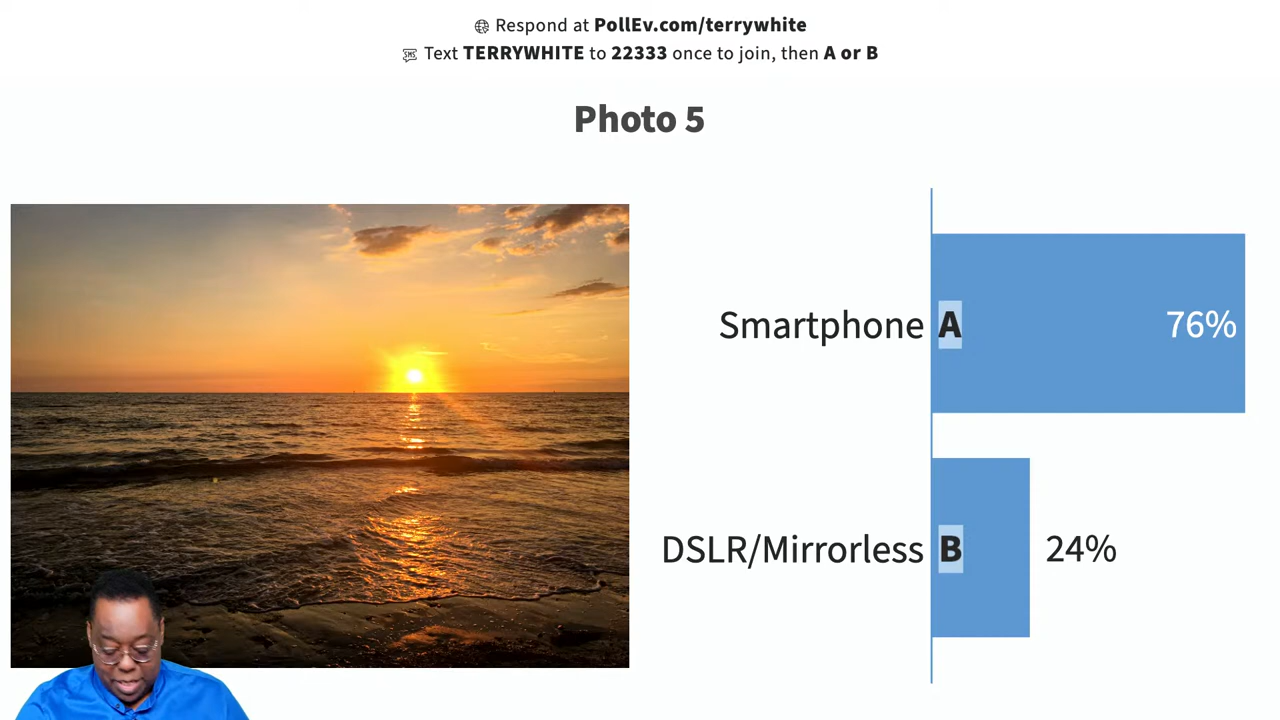 Respond at PollEv.com/terrywhite
Text TERRYWHITE to 22333 once to join, then A or B
Photo 5
Smartphone A 76%
DSLR/Mirrorless B 24%